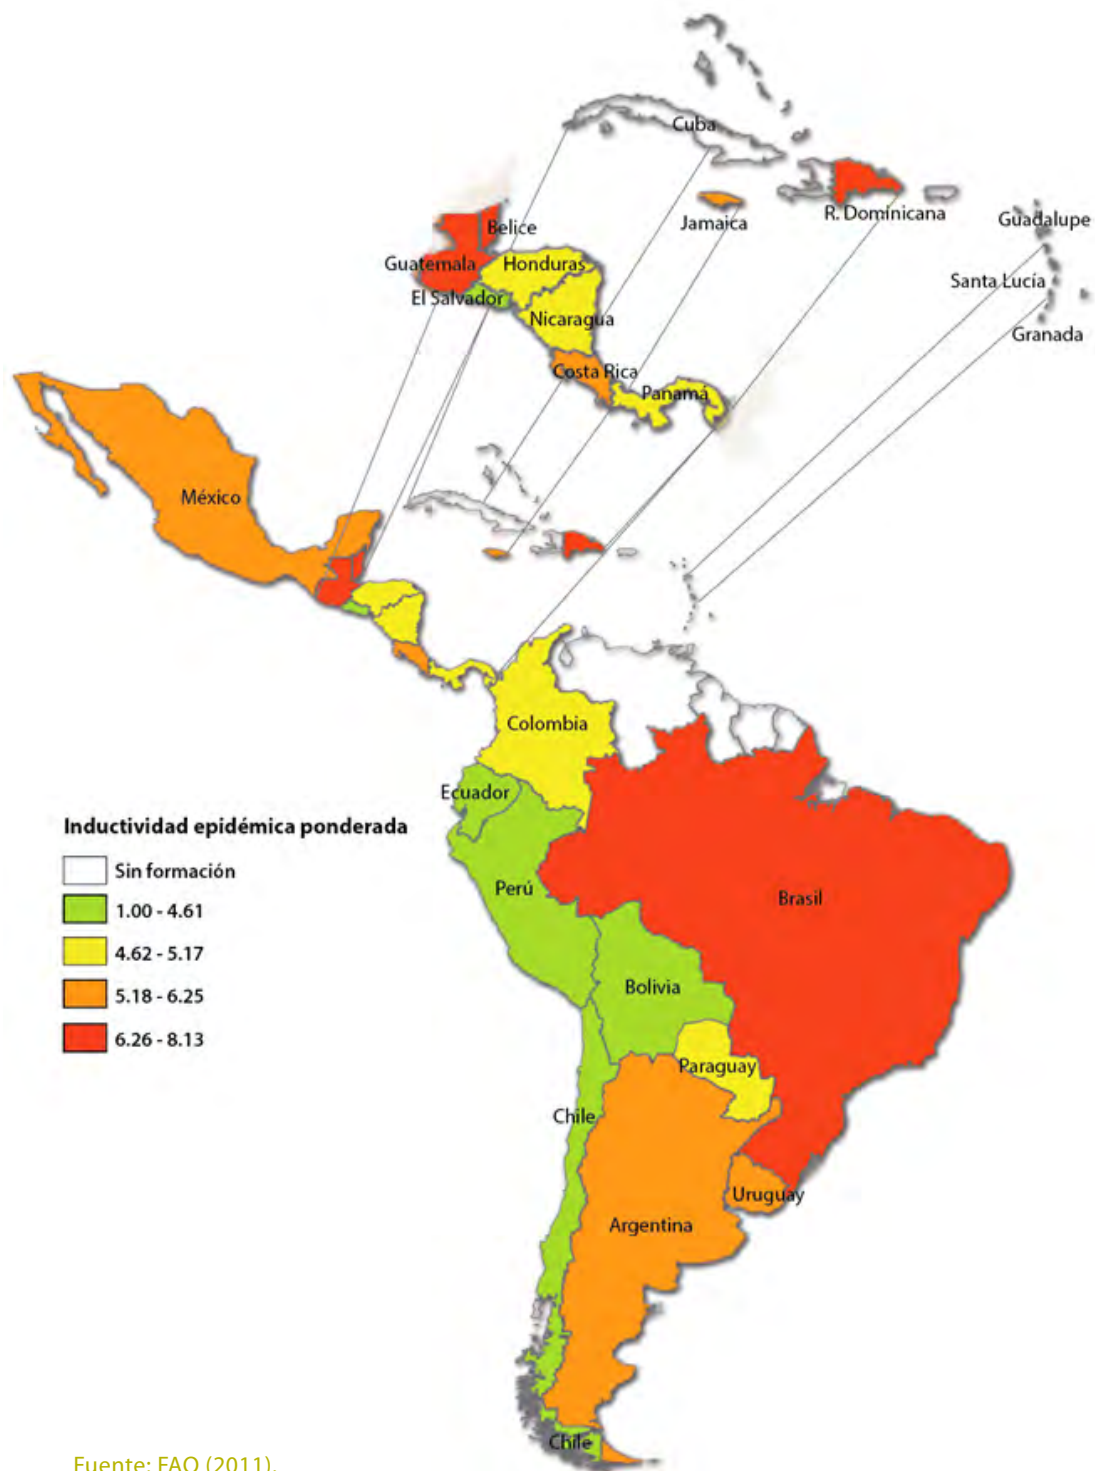 Cuba
R. Dominicana
Jamaica
Guadalupe
Belice
Guatemala
Honduras
Santa Lucía
El Salvador
Nicaragua
Granada
Costa Rica
Panamá
México
Colombia
Ecuador
Inductividad epidémica ponderada
Sin formación
1.00 - 4.61
4.62 - 5.17
5.18 - 6.25
6.26 - 8.13
Perú
Brasil
Bolivia
Paraguay
Chile
Uruguay
Argentina
Chile
Fuente: FAO (2011).